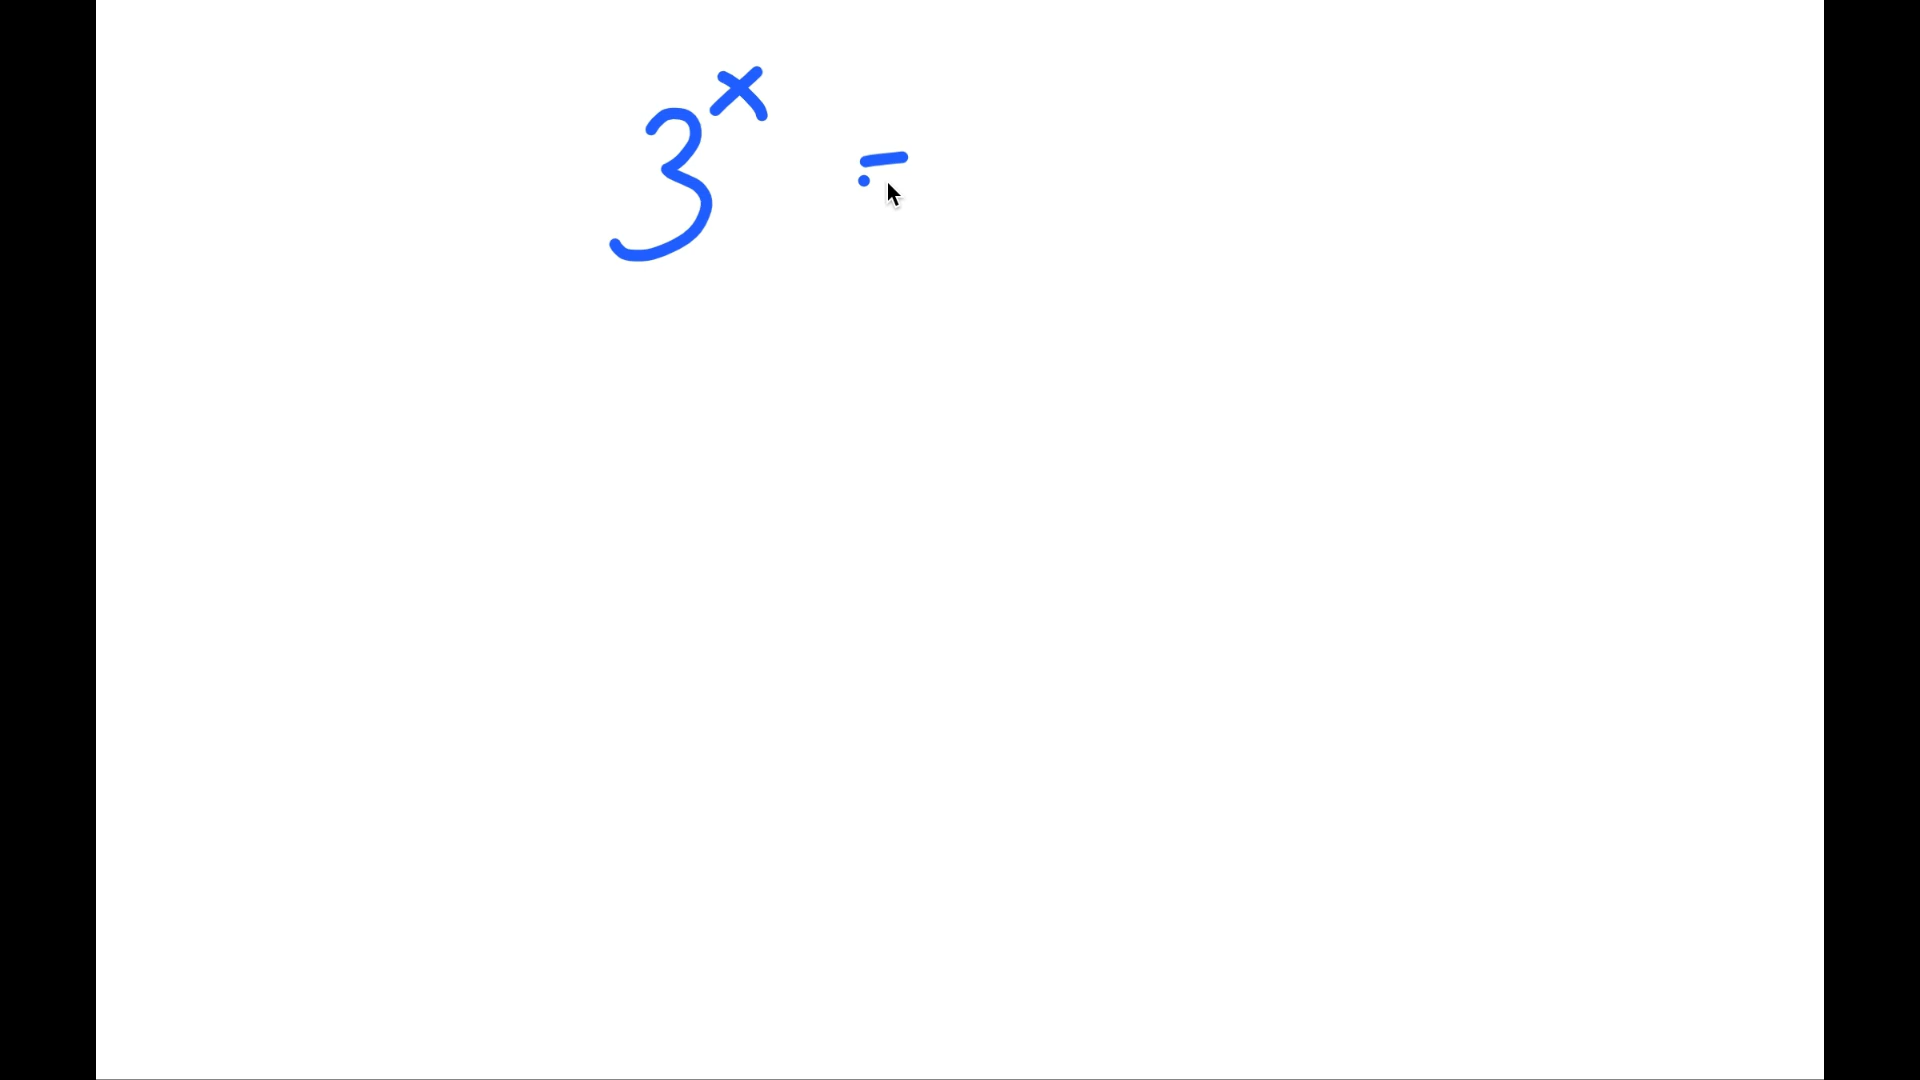 3^x =